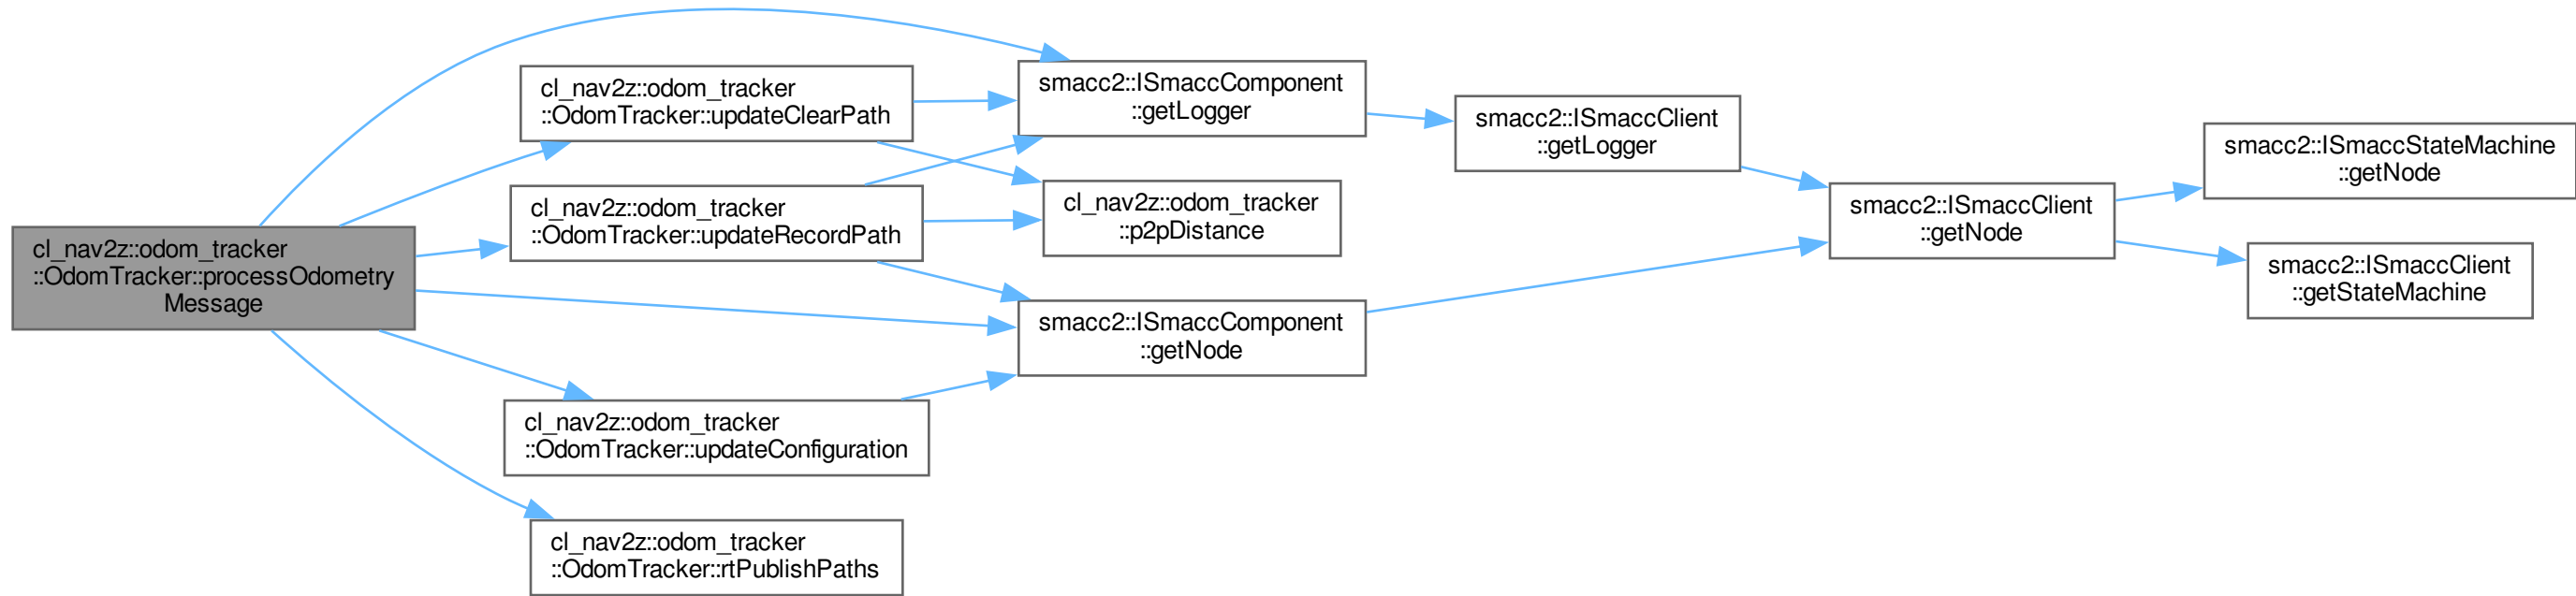 cl_nav2z::odom_tracker
::OdomTracker::processOdometry
Message
cl_nav2z::odom_tracker
::OdomTracker::updateClearPath
cl_nav2z::odom_tracker
::OdomTracker::updateRecordPath
cl_nav2z::odom_tracker
::OdomTracker::updateConfiguration
cl_nav2z::odom_tracker
::OdomTracker::rtPublishPaths
smacc2::ISmaccComponent
::getLogger
cl_nav2z::odom_tracker
::p2pDistance
smacc2::ISmaccComponent
::getNode
smacc2::ISmaccClient
::getLogger
smacc2::ISmaccClient
::getNode
smacc2::ISmaccStateMachine
::getNode
smacc2::ISmaccClient
::getStateMachine